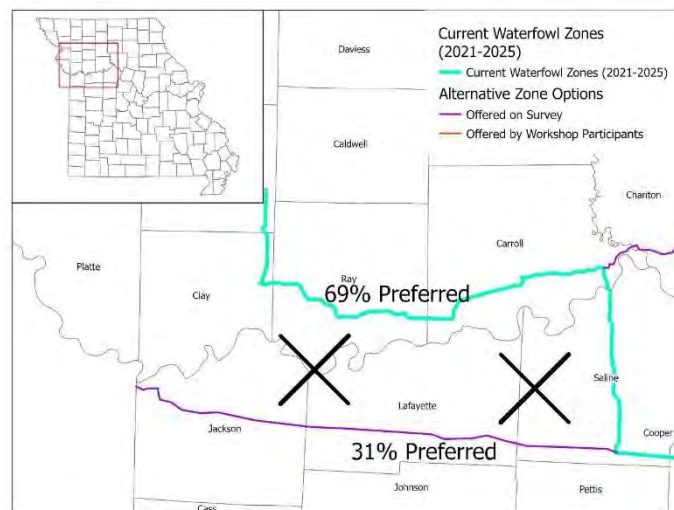 Current Waterfowl Zones
(2021-2025)
Current Waterfowl Zones (2021-2025)
Alternative Zone Options
Offered on Survey
Offered by Workshop Participants
Daviess
Caldwell
Chariton
Carroll
Platte
Ray
Clay
69% Preferred
Saline
Lafayette
Cooper
Jackson
31% Preferred
Johnson
Pettis
Cass